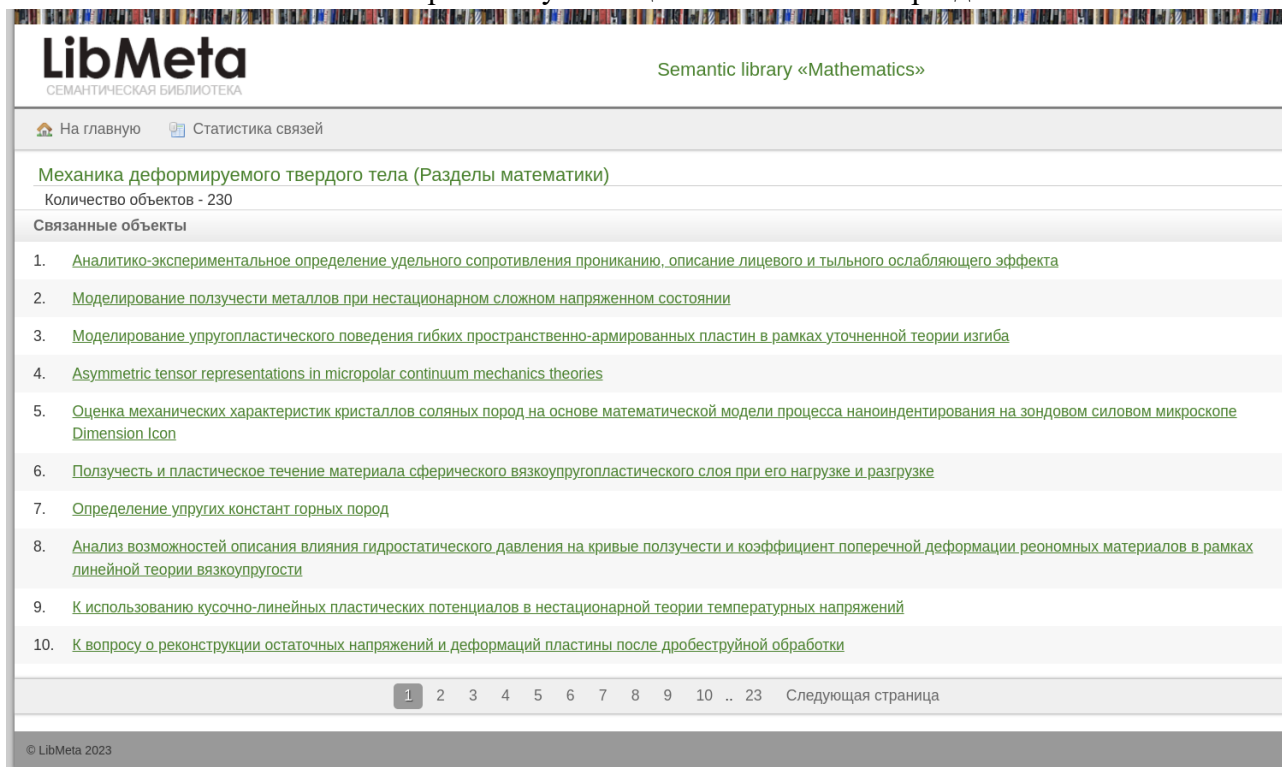 LibMeta
СЕМАНТИЧЕСКАЯ БИБЛИОТЕКА
Semantic library «Mathematics»
На главную Статистика связей
Механика деформируемого твердого тела (Разделы математики)
Количество объектов - 230
Связанные объекты
1. Аналитико-экспериментальное определение удельного сопротивления прониканию, описание лицевого и тыльного ослабляющего эффекта
2. Моделирование ползучести металлов при нестационарном сложном напряженном состоянии
3. Моделирование упругопластического поведения гибких пространственно-армированных пластин в рамках уточненной теории изгиба
4. Asymmetric tensor representations in micropolar continuum mechanics theories
5. Оценка механических характеристик кристаллов соляных пород на основе математической модели процесса наноиндентирования на зондовом силовом микроскопе
Dimension Icon
6. Ползучесть и пластическое течение материала сферического вязкоупругопластического слоя при его нагрузке и разгрузке
7. Определение упругих констант горных пород
8. Анализ возможностей описания влияния гидростатического давления на кривые ползучести и коэффициент поперечной деформации реономных материалов в рамках
линейной теории вязкоупругости
9. К использованию кусочно-линейных пластических потенциалов в нестационарной теории температурных напряжений
10. К вопросу о реконструкции остаточных напряжений и деформаций пластины после дробеструйной обработки
1 2 3 4 5 6 7 8 9 10 .. 23 Следующая страница
© LibMeta 2023